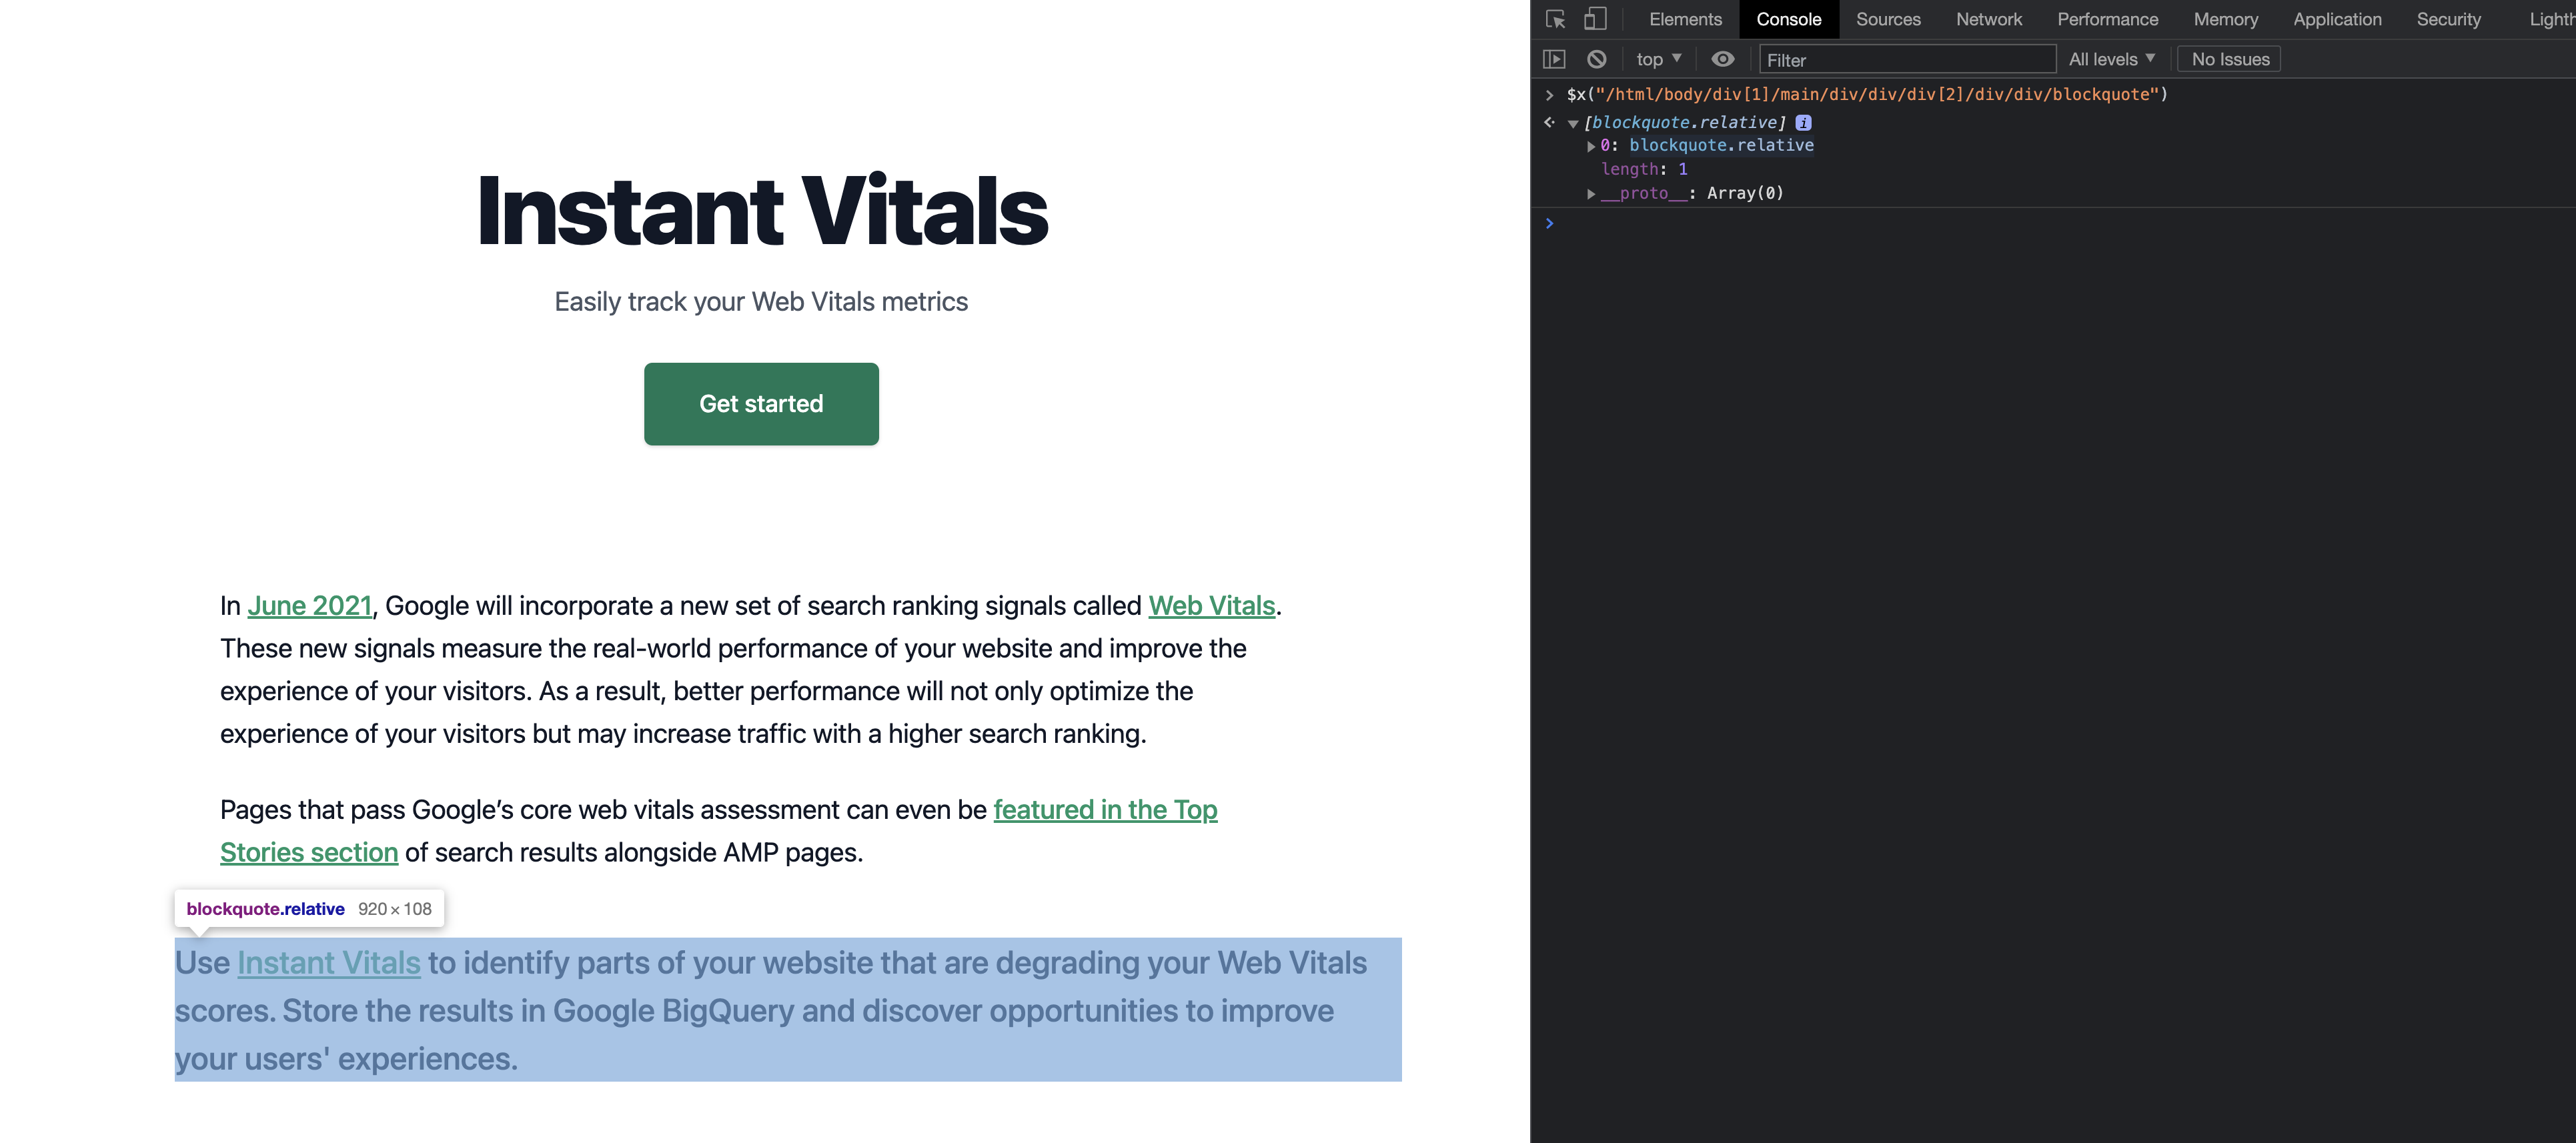 Instant Vitals
Easily track your Web Vitals metrics
Get started
In June 2021, Google will incorporate a new set of search ranking signals called Web Vitals.
These new signals measure the real-world performance of your website and improve the
experience of your visitors. As a result, better performance will not only optimize the
experience of your visitors but may increase traffic with a higher search ranking.
Pages that pass Google’s core web vitals assessment can even be featured in the Top
Stories section of search results alongside AMP pages.
blockquote.relative 920 × 108
Use Instant Vitals to identify parts of your website that are degrading your Web Vitals
scores. Store the results in Google BigQuery and discover opportunities to improve
your users' experiences.
Elements Console Sources Network Performance Memory Application Security Lighth
top Filter All levels No Issues
$x("/html/body/div[1]/main/div/div/div[2]/div/div/blockquote")
[blockquote.relative] i
0: blockquote.relative
length: 1
__proto__: Array(0)